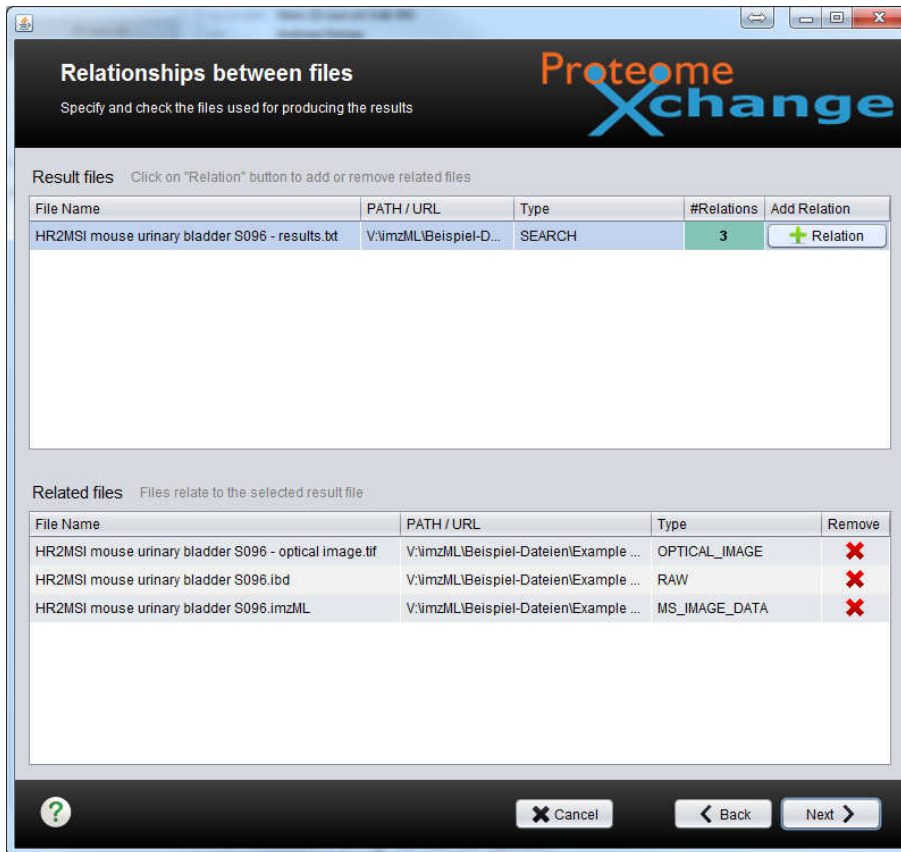 Relationships between files
Specify and check the files used for producing the results
Proteome
Xchange
Result files Click on "Relation" button to add or remove related files
File Name PATH / URL Type #Relations Add Relation
HR2MSI mouse urinary bladder S096 - results.txt V:\imzML\Beispiel-D... SEARCH 3 Relation
Related files Files relate to the selected result file
File Name PATH / URL Type Remove
HR2MSI mouse urinary bladder S096 - optical image.tif V:\imzML\Beispiel-Dateien\Example ... OPTICAL_IMAGE
HR2MSI mouse urinary bladder S096.ibd V:\imzML\Beispiel-Dateien\Example ... RAW
HR2MSI mouse urinary bladder S096.imzML V:\imzML\Beispiel-Dateien\Example ... MS_IMAGE_DATA
? Cancel Back Next